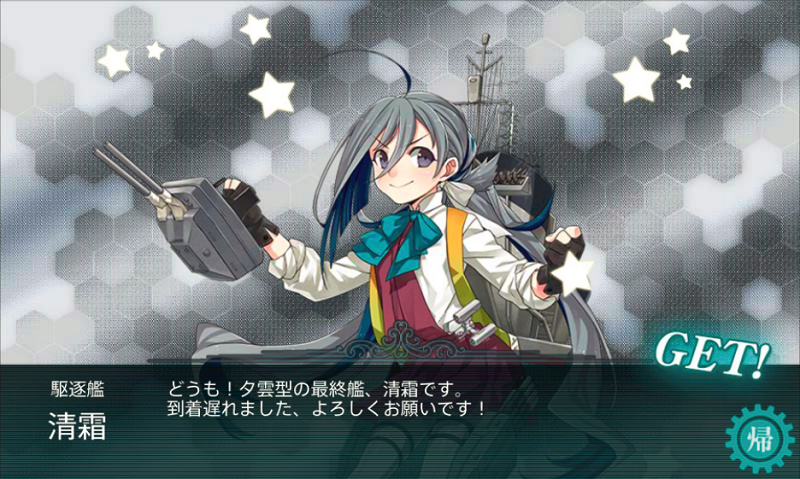 GET!
駆逐艦
清霜
どうも！夕雲型の最終艦、清霜です。
到着遅れました、よろしくお願いです！
帰